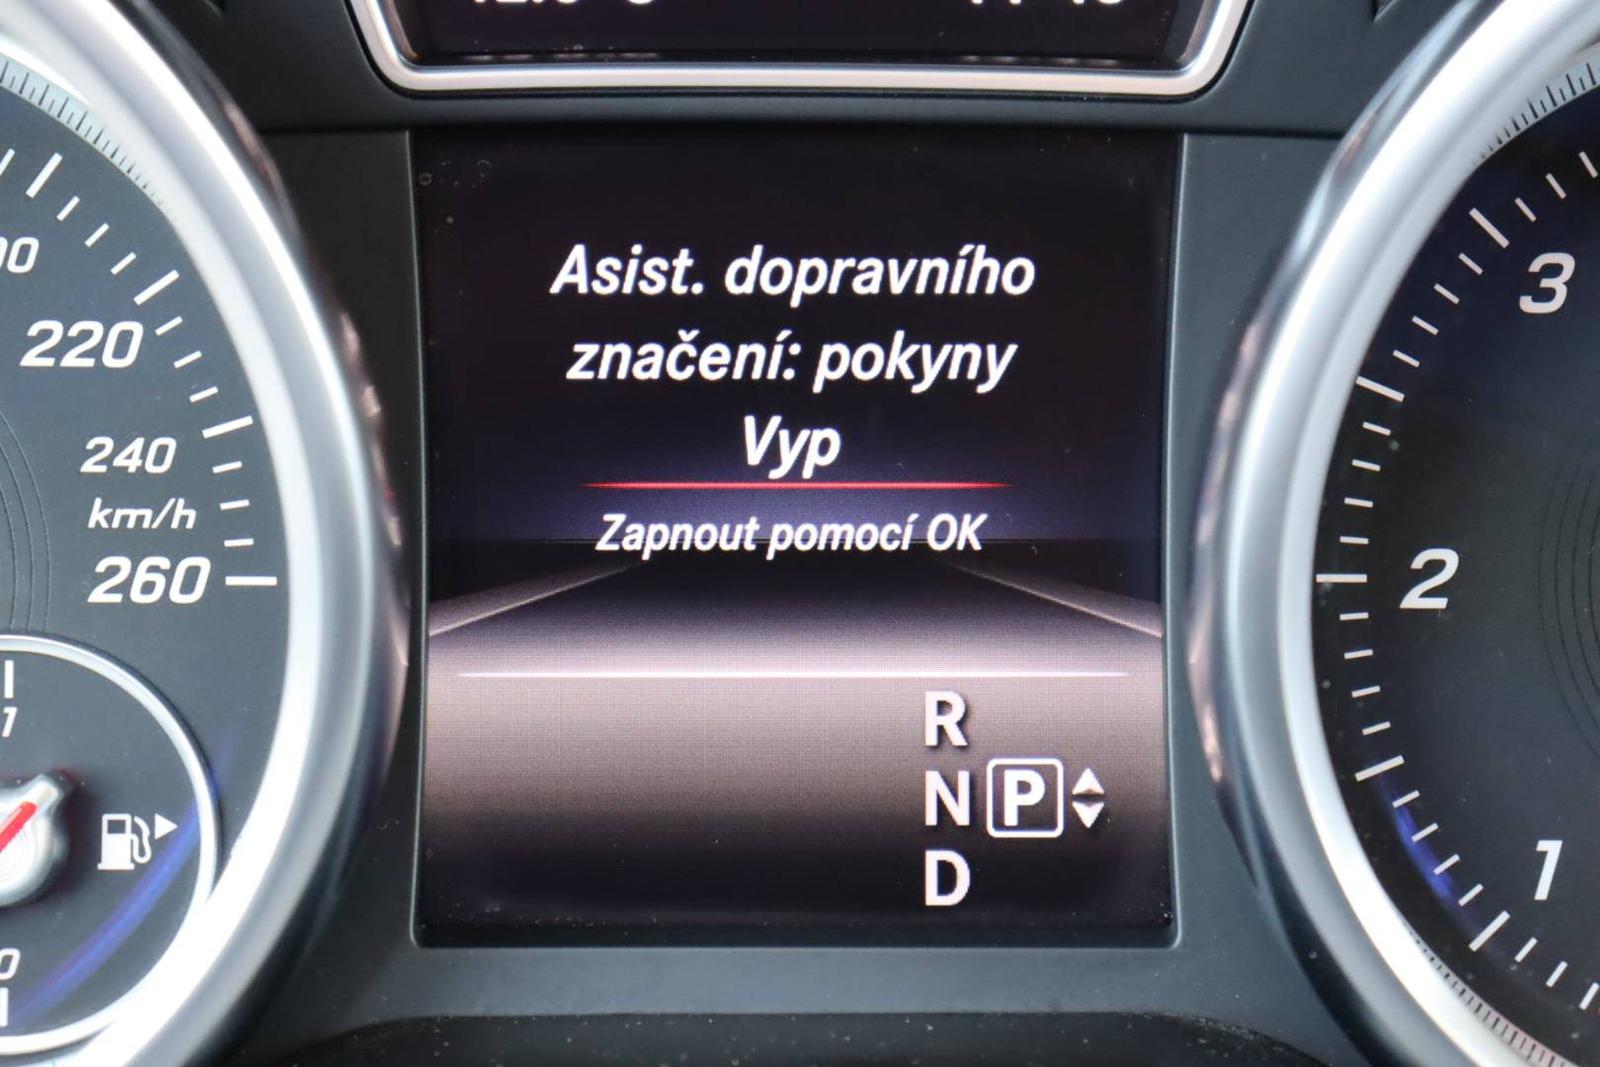 Asist. dopravního
značení: pokyny
Vyp
Zapnout pomocí OK
R
N P
D
220
240
km/h
260
3
2
1